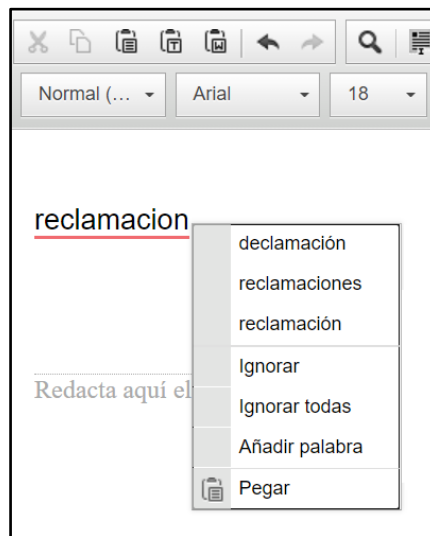 Normal (... Arial 18
reclamacion
declamación
reclamaciones
reclamación
Ignorar
Redacta aquí el
Ignorar todas
Añadir palabra
Pegar